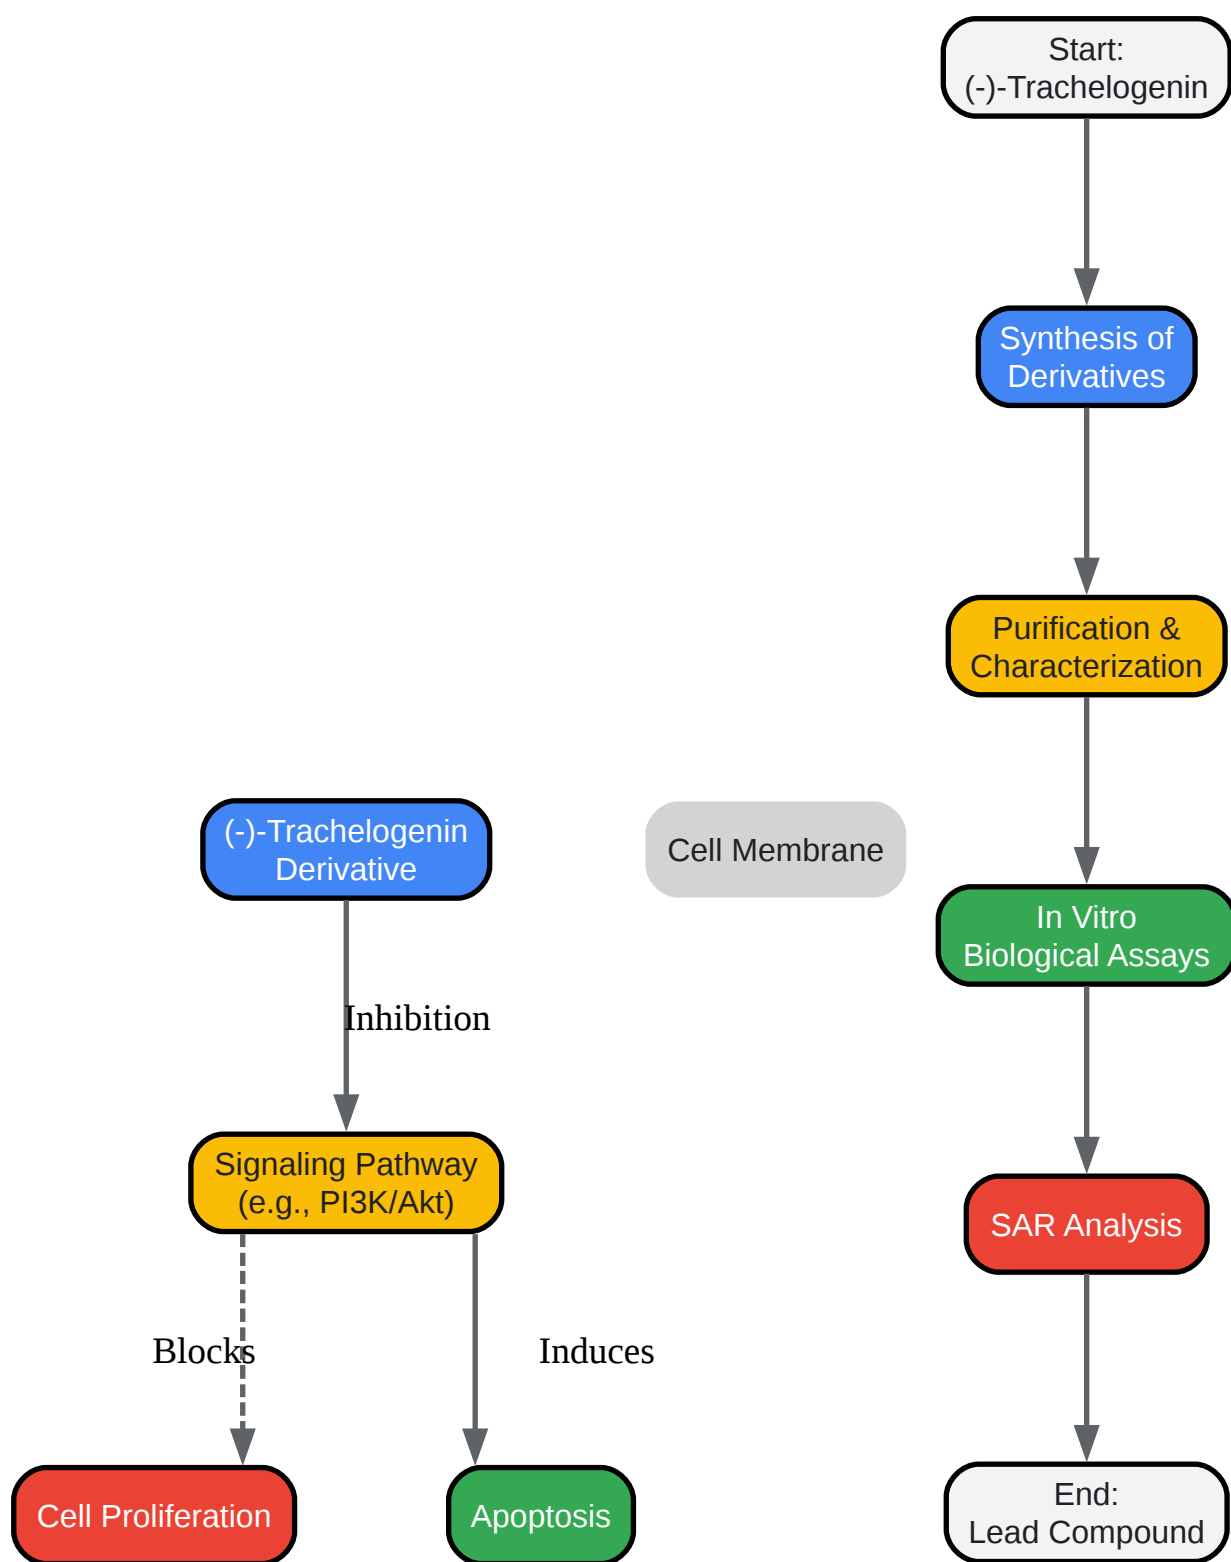 Start:
(-)-Trachelogenin
Synthesis of
Derivatives
Purification &
Characterization
(-)-Trachelogenin
Derivative
Cell Membrane
In Vitro
Biological Assays
Inhibition
Signaling Pathway
(e.g., PI3K/Akt)
SAR Analysis
Blocks
Induces
Cell Proliferation
Apoptosis
End:
Lead Compound